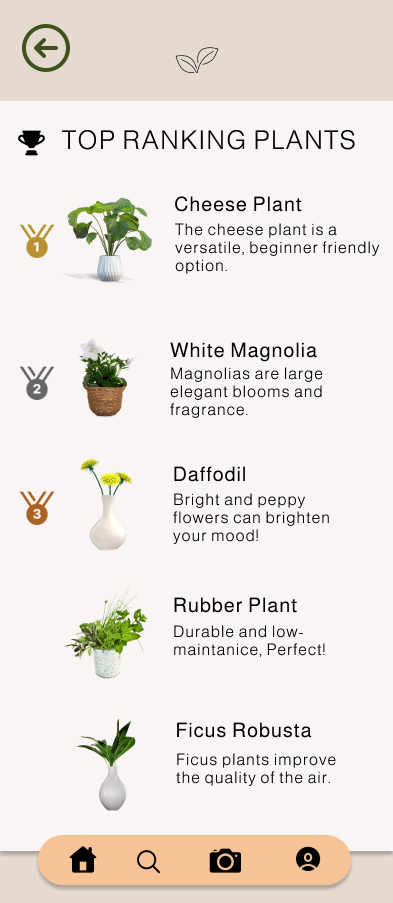 TOP RANKING PLANTS
1
Cheese Plant
The cheese plant is a
versatile, beginner friendly
option.
2
White Magnolia
Magnolias are large
elegant blooms and
fragrance.
3
Daffodil
Bright and peppy
flowers can brighten
your mood!
Rubber Plant
Durable and low-
maintanice, Perfect!
Ficus Robusta
Ficus plants improve
the quality of the air.